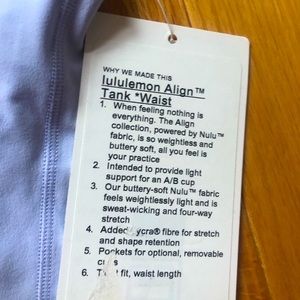 WHY WE MADE THIS
lululemon Align™
Tank *Waist
1. When feeling nothing is
everything. The Align
collection, powered by Nulu™
fabric, is so weightless and
buttery soft, all you feel is
your practice
2. Intended to provide light
support for an A/B cup
3. Our buttery-soft Nulu™ fabric
feels weightlessly light and is
sweat-wicking and four-way
stretch
4. Added ycra® fibre for stretch
and shape retention
5. Pockets for optional, removable
6. fit, waist length